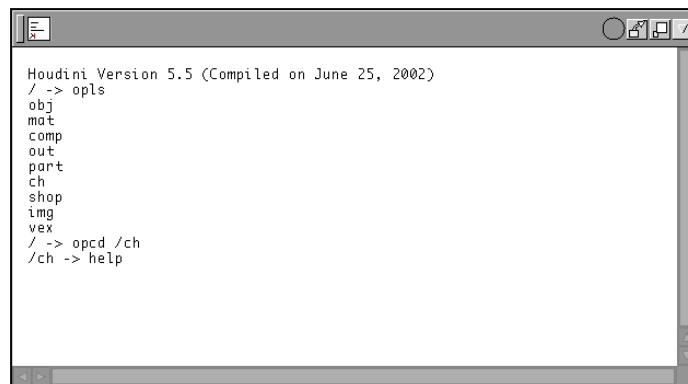 Houdini Version 5.5 (Compiled on June 25, 2002)
/ -> opls
obj
mat
comp
out
part
ch
shop
img
vex
/ -> opcd /ch
/ch -> help